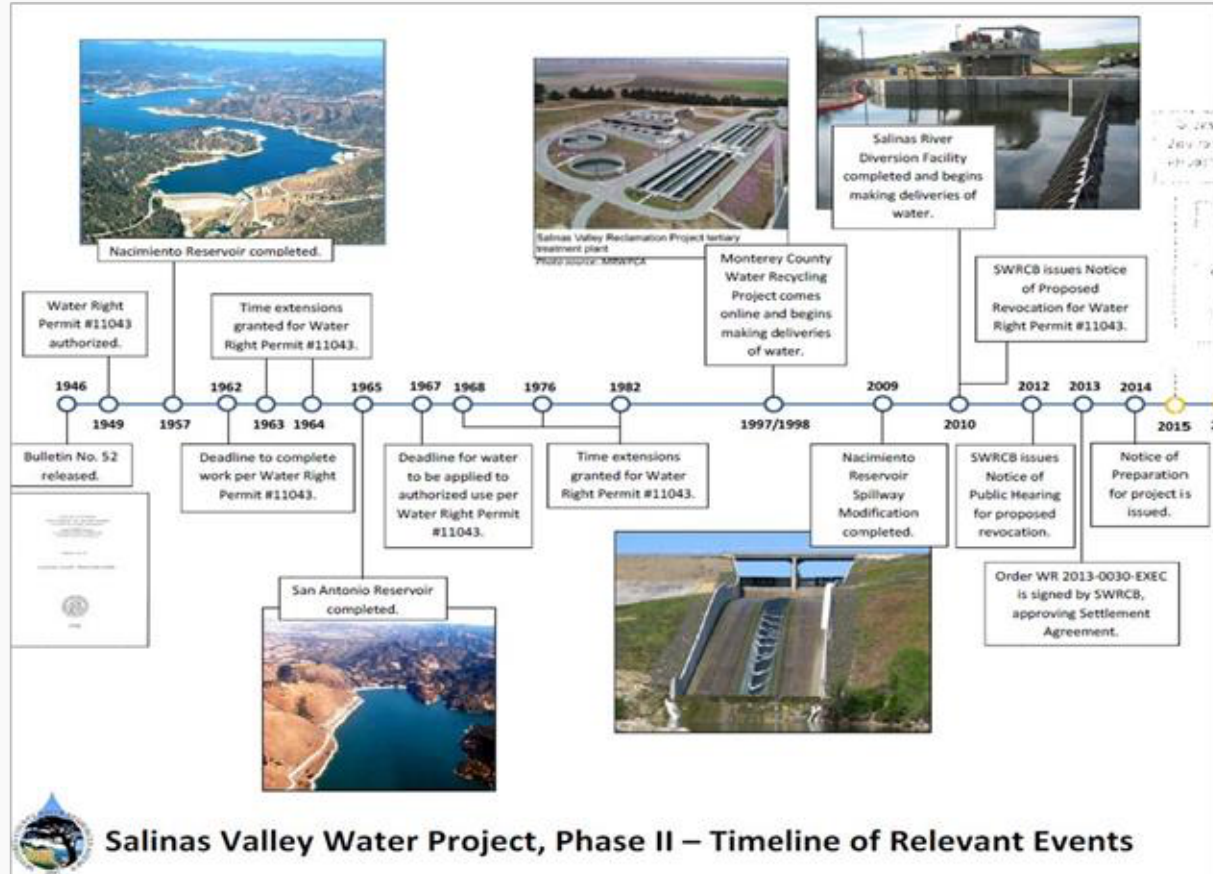 Nacimiento Reservoir completed.
Water Right
Permit #11043
authorized.
Time extensions
granted for Water
Right Permit #11043.
Salinas Valley Reclamation Project tertiary
treatment plant
Photo source: MRWPCA
Monterey County
Water Recycling
Project comes
online and begins
making deliveries
of water.
Salinas River
Diversion Facility
completed and begins
making deliveries of
water.
SWRCB issues Notice
of Proposed
Revocation for Water
Right Permit #11043.
1946
1949
1957
1962
1963
1964
1965
1967
1968
1976
1982
1997/1998
2009
2010
2012
2013
2014
2015
Bulletin No. 52
released.
Deadline to complete
work per Water Right
Permit #11043.
San Antonio Reservoir
completed.
Deadline for water
to be applied to
authorized use per
Water Right Permit
#11043.
Time extensions
granted for Water
Right Permit #11043.
Nacimiento
Reservoir
Spillway
Modification
completed.
SWRCB issues
Notice of
Public Hearing
for proposed
revocation.
Order WR 2013-0030-EXEC
is signed by SWRCB,
approving Settlement
Agreement.
Notice of
Preparation
for project is
issued.
Salinas Valley Water Project, Phase II – Timeline of Relevant Events